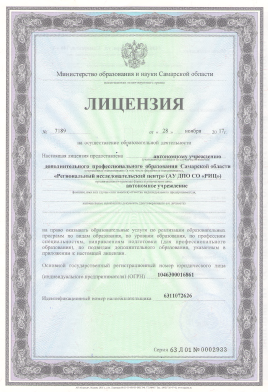 Министерство образования и науки Самарской области
ЛИЦЕНЗИЯ
№ 7189 от « 28 » ноября 20 17 г.
на осуществление образовательной деятельности
Настоящая лицензия предоставлена автономному учреждению
дополнительного профессионального образования Самарской области
«Региональный исследовательский центр» (АУ ДПО СО «РИЦ»)
автономное учреждение
на право оказывать образовательные услуги по реализации образовательных
программ по видам образования, по уровням образования, по профессиям,
специальностям, направлениям подготовки (для профессионального
образования), по подвидам дополнительного образования, указанным в
приложении к настоящей лицензии.
Основной государственный регистрационный номер юридического лица
(индивидуального предпринимателя) (ОГРН) 1046300016861
Идентификационный номер налогоплательщика 6311072626
Серия 63 Л 01 № 0002933